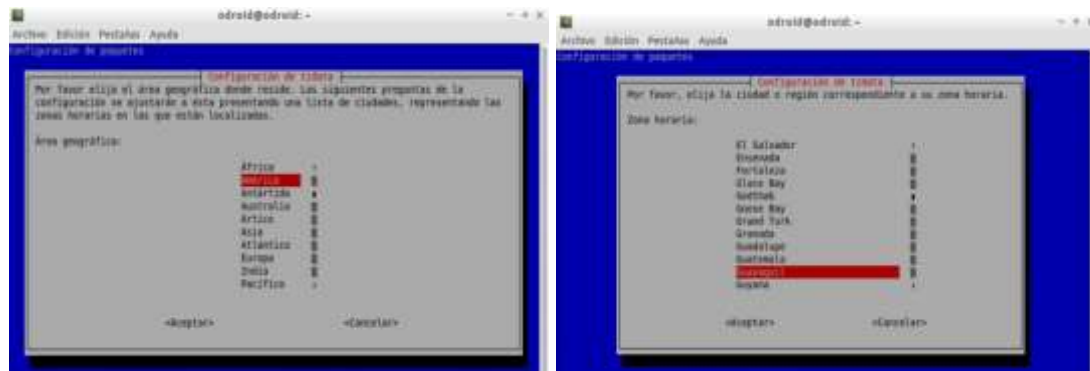 odroid@odroid: ~
Archivo Edición Pestañas Ayuda
Configuración de paquetes
Configuración de tzdata
Por favor elija el área geográfica donde reside. Las siguientes preguntas de la
configuración se ajustarán a ésta presentando una lista de ciudades, representando las
zonas horarias en las que están localizadas.
Área geográfica:
África
América
Antártida
Australia
Ártico
Asia
Atlántico
Europa
India
Pacífico
<Aceptar> <Cancelar>
odroid@odroid: ~
Archivo Edición Pestañas Ayuda
Configuración de paquetes
Configuración de tzdata
Por favor, elija la ciudad o región correspondiente a su zona horaria.
Zona horaria:
El Salvador
Ensenada
Fortaleza
Glace Bay
Godthab
Goose Bay
Grand Turk
Grenada
Guadelupe
Guatemala
Guayaquil
Guyana
<Aceptar> <Cancelar>